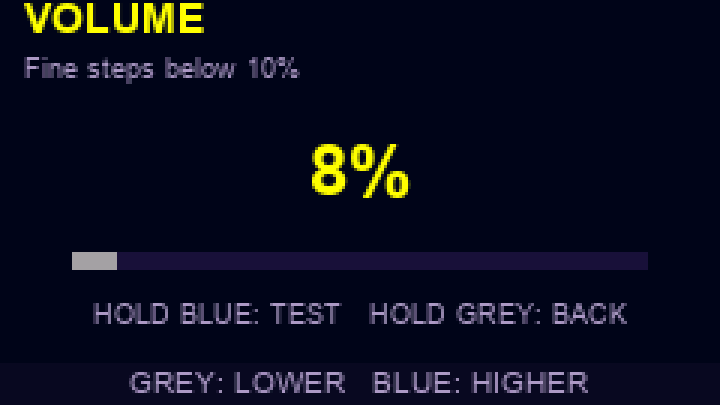 VOLUME
Fine steps below 10%
8%
HOLD BLUE: TEST HOLD GREY: BACK
GREY: LOWER BLUE: HIGHER